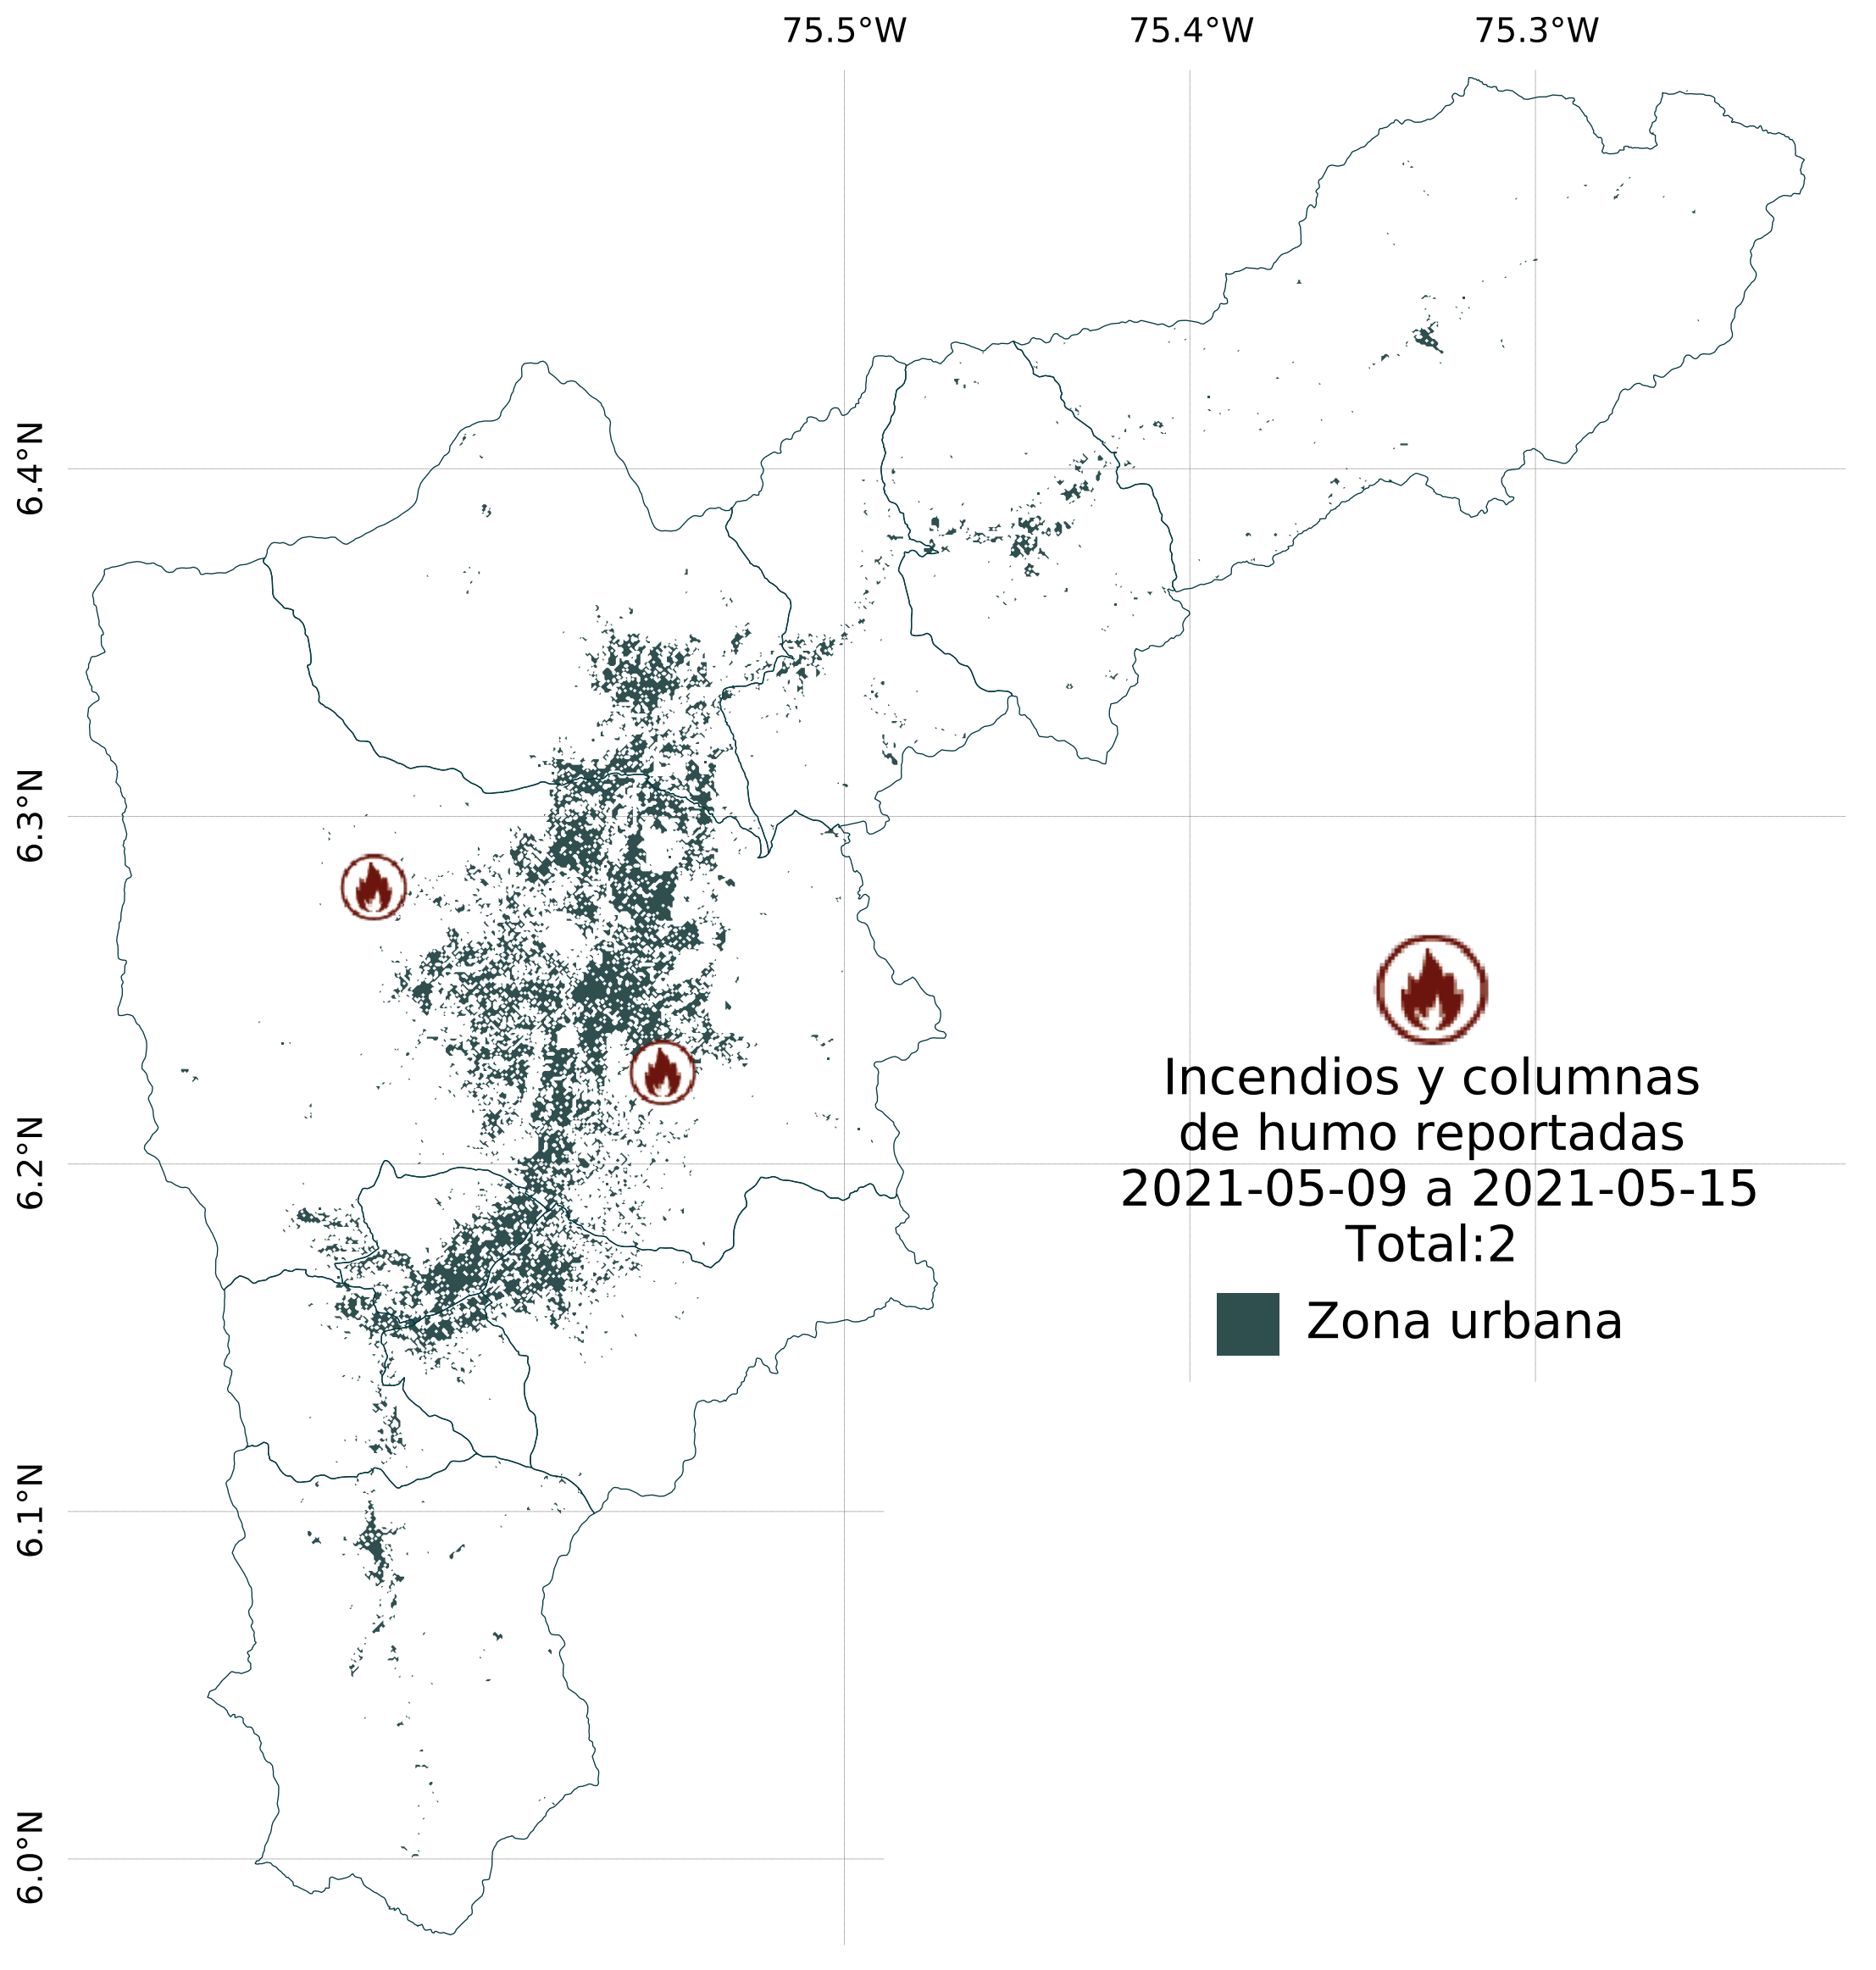 75.5°W 75.4°W 75.3°W
6.4°N
6.3°N
6.2°N
6.1°N
6.0°N
Incendios y columnas
de humo reportadas
2021-05-09 a 2021-05-15
Total:2
Zona urbana